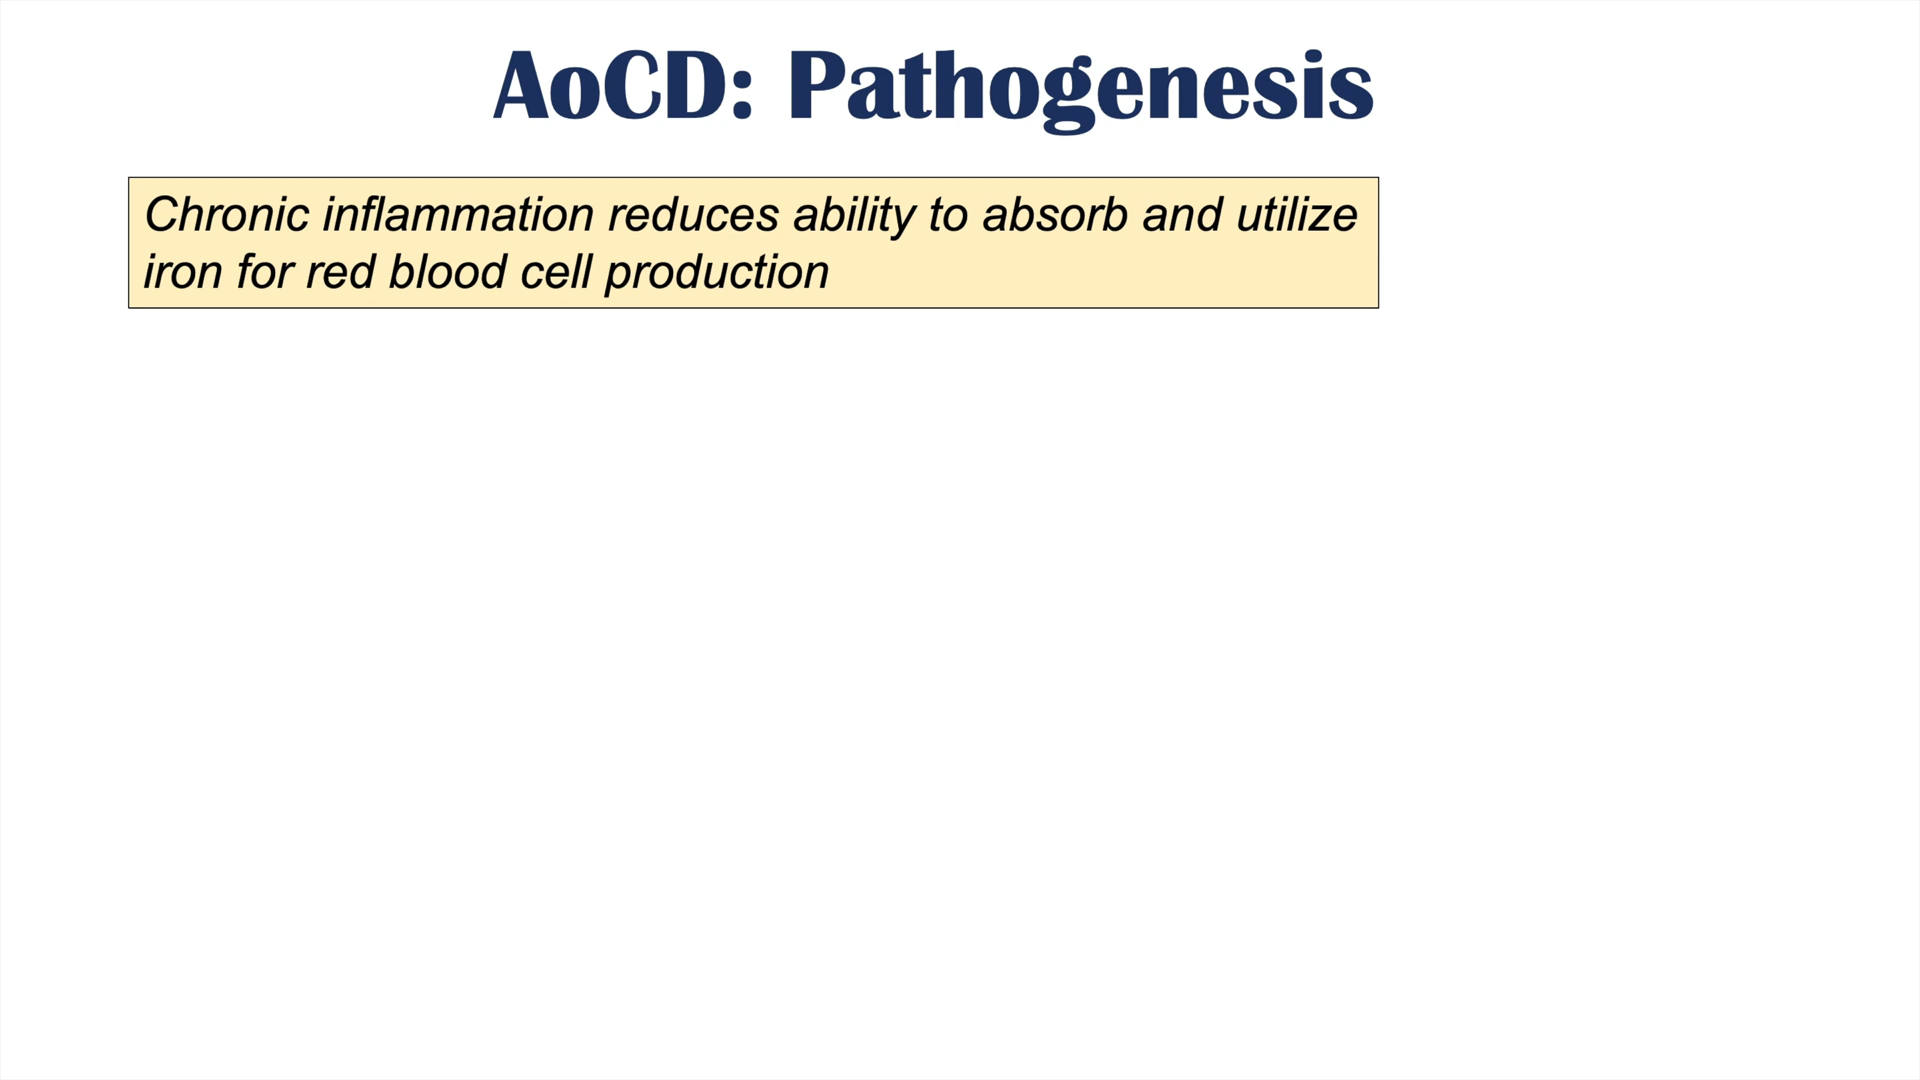 AoCD: Pathogenesis
Chronic inflammation reduces ability to absorb and utilize
iron for red blood cell production